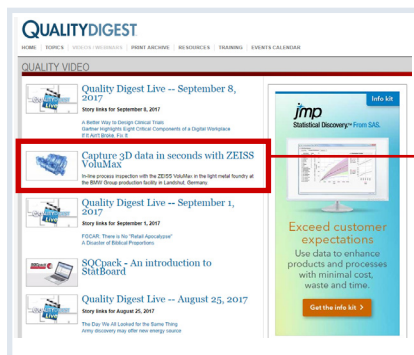 QUALITYDIGEST
HOME | TOPICS | VIDEOS / WEBINARS | PRINT ARCHIVE | RESOURCES | TRAINING | EVENTS CALENDAR
QUALITY VIDEO
Quality Digest Live -- September 8,
2017
Story links for September 8, 2017
A Better Way to Design Clinical Trials
Gartner Highlights Eight Critical Components of a Digital Workplace
If It Ain't Broke, Fix It
Capture 3D data in seconds with ZEISS
VoluMax
In-line process inspection with the ZEISS VoluMax in the light metal foundry at
the BMW Group production facility in Landshut, Germany.
Quality Digest Live -- September 1,
2017
Story links for September 1, 2017
FGCAR: There is No "Retail Apocalypse"
A Disaster of Biblical Proportions
SQCpack - An introduction to
StatBoard
Quality Digest Live -- August 25, 2017
Story links for August 25, 2017
The Day We All Looked for the Same Thing
Army discovery may offer new energy source
Info kit
jmp
Statistical Discovery.™ From SAS.
Exceed customer
expectations
Use data to enhance
products and processes
with minimal cost,
waste and time.
Get the info kit >